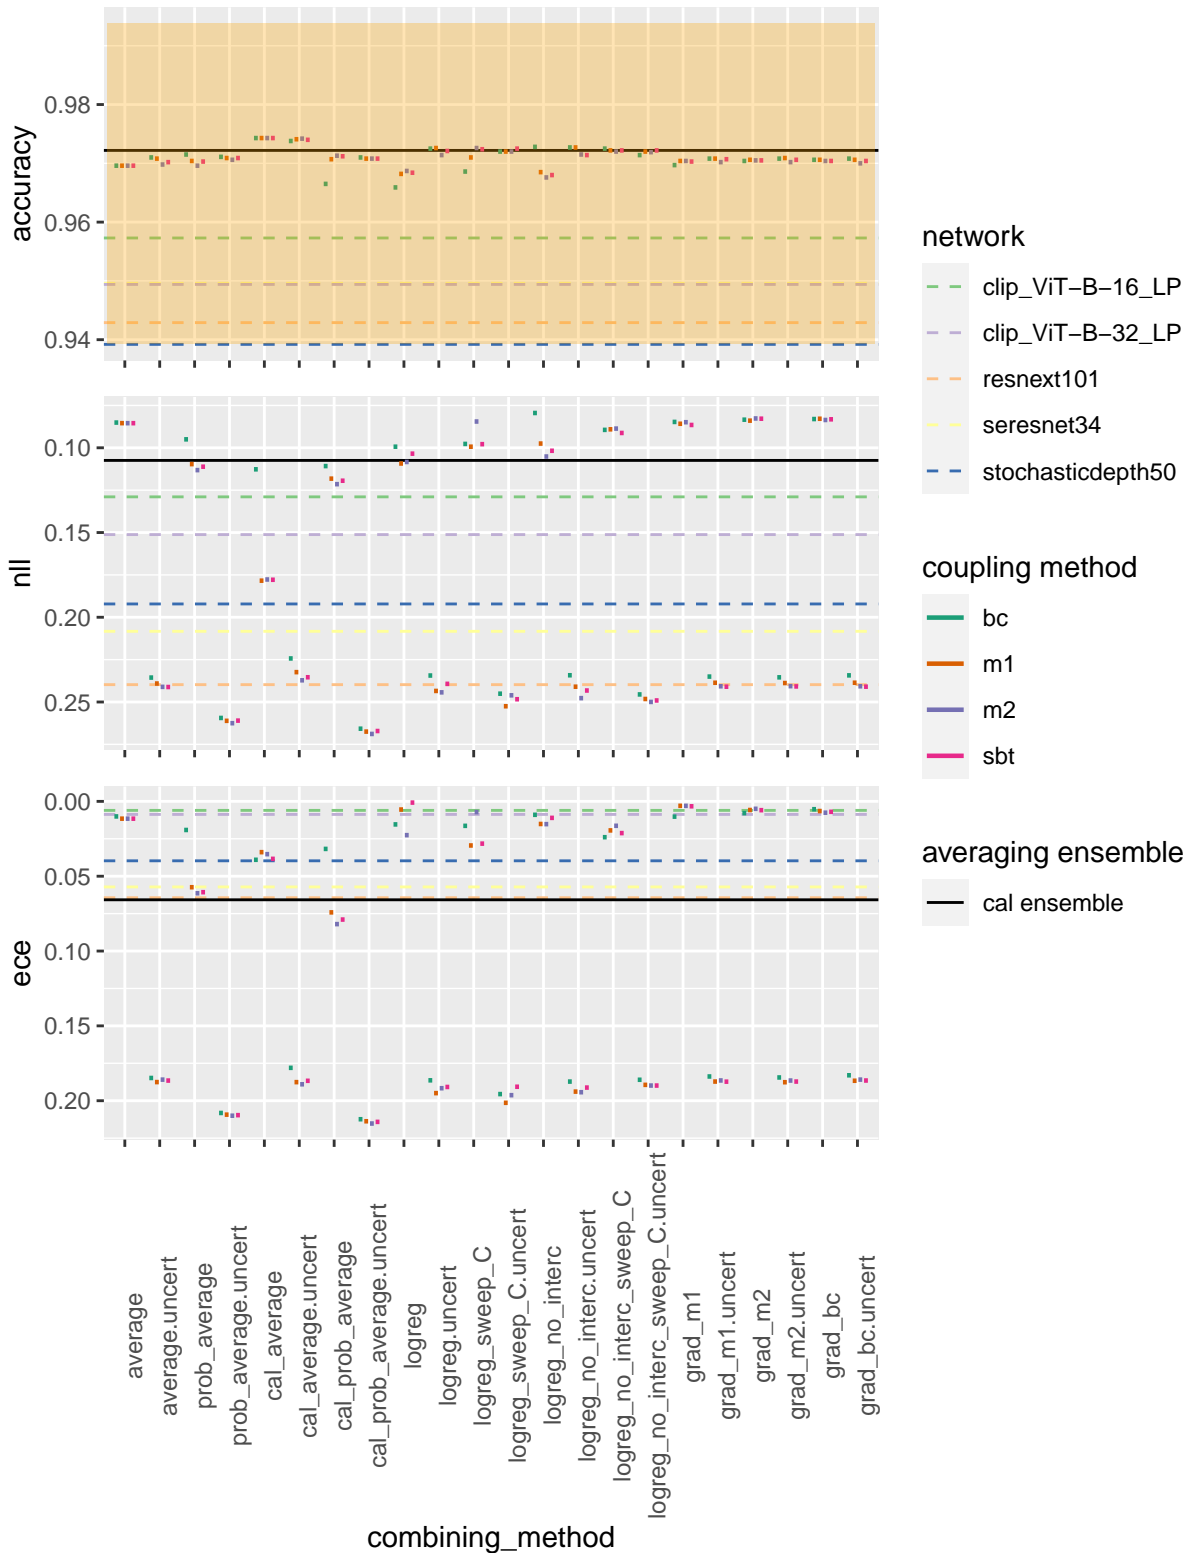 accuracy
0.98
0.96
0.94
nll
0.10
0.15
0.20
0.25
ece
0.00
0.05
0.10
0.15
0.20
average
average.uncert
prob_average
prob_average.uncert
cal_average
cal_average.uncert
cal_prob_average
cal_prob_average.uncert
logreg
logreg.uncert
logreg_sweep_C
logreg_sweep_C.uncert
logreg_no_interc
logreg_no_interc.uncert
logreg_no_interc_sweep_C
logreg_no_interc_sweep_C.uncert
grad_m1
grad_m1.uncert
grad_m2
grad_m2.uncert
grad_bc
grad_bc.uncert
combining_method
network
clip_ViT−B−16_LP
clip_ViT−B−32_LP
resnext101
seresnet34
stochasticdepth50
coupling method
bc
m1
m2
sbt
averaging ensemble
cal ensemble